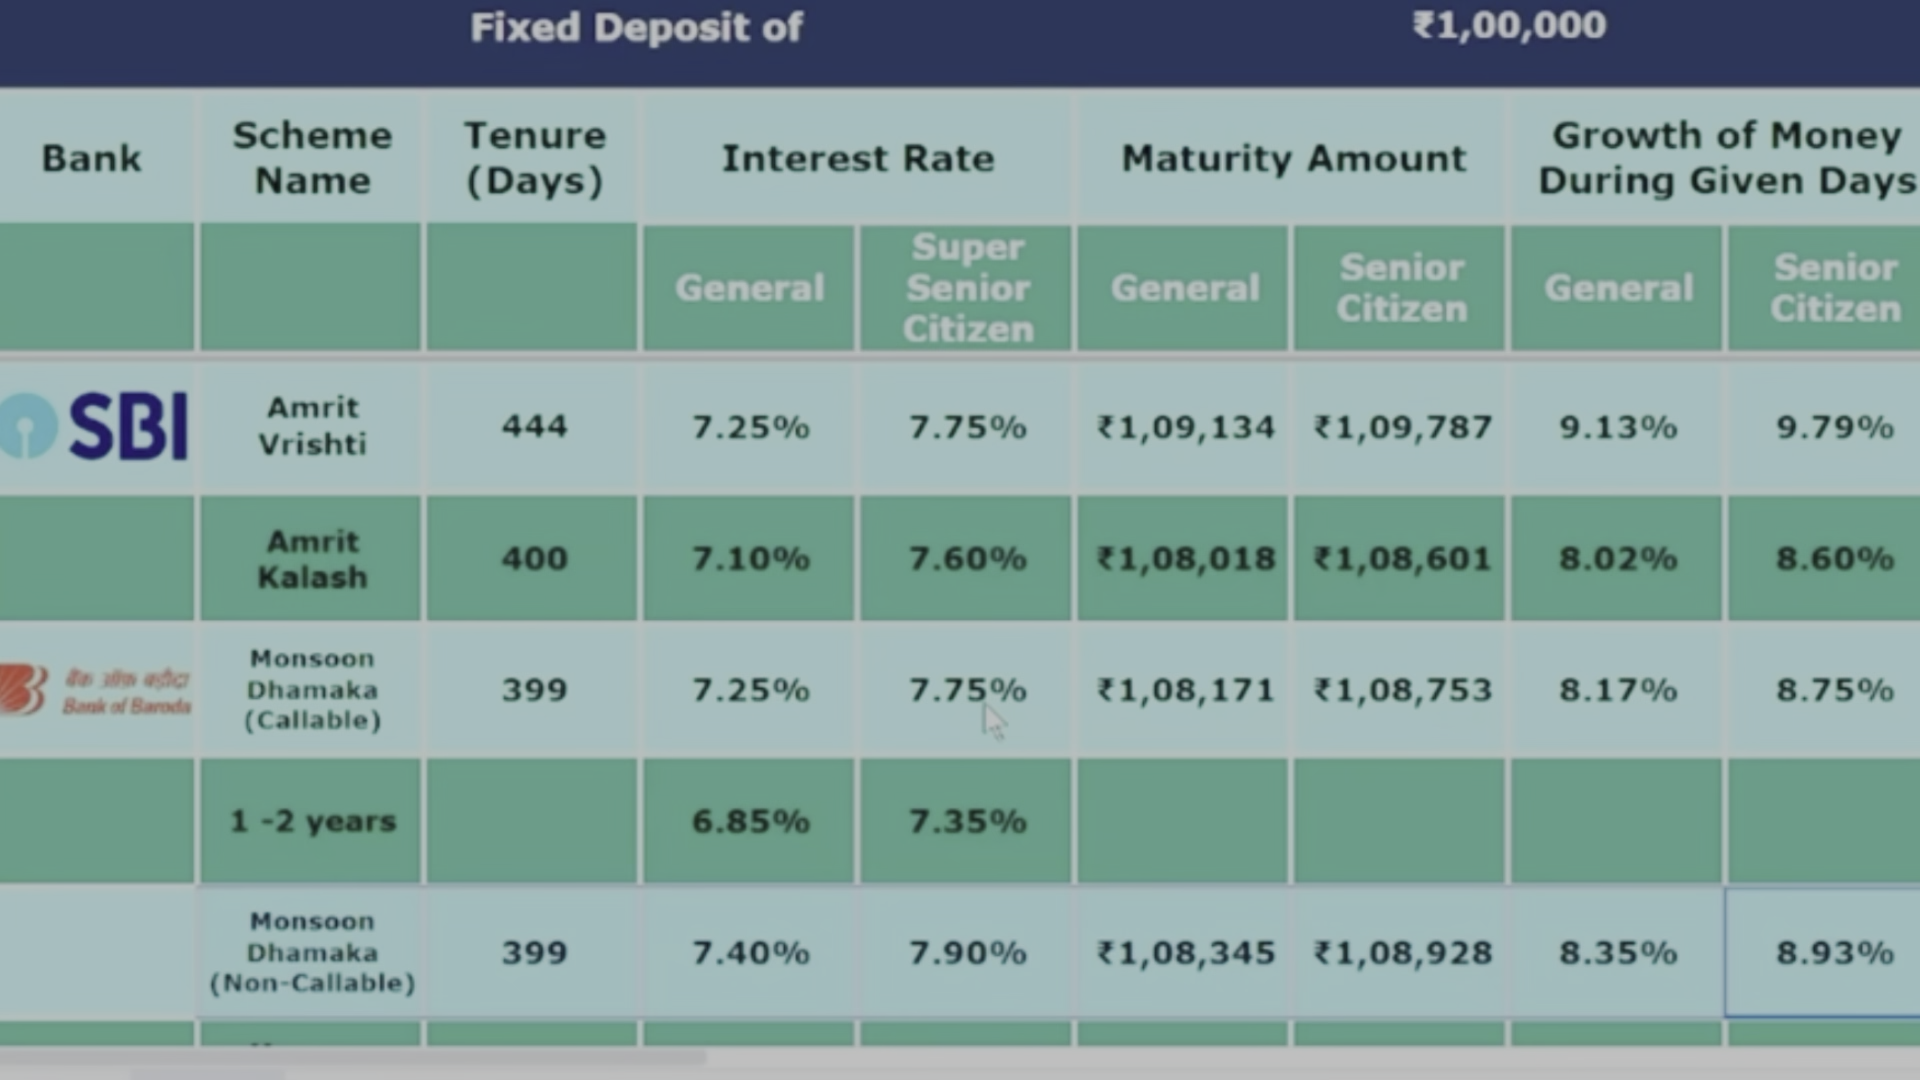 Fixed Deposit of ₹1,00,000
Bank
Scheme
Name
Tenure
(Days)
Interest Rate
Maturity Amount
Growth of Money
During Given Days
General
Super
Senior
Citizen
General
Senior
Citizen
General
Senior
Citizen
SBI
Amrit
Vrishti
444
7.25%
7.75%
₹1,09,134
₹1,09,787
9.13%
9.79%
Amrit
Kalash
400
7.10%
7.60%
₹1,08,018
₹1,08,601
8.02%
8.60%
बैंक ऑफ़ बड़ौदा
Bank of Baroda
Monsoon
Dhamaka
(Callable)
399
7.25%
7.75%
₹1,08,171
₹1,08,753
8.17%
8.75%
1 -2 years
6.85%
7.35%
Monsoon
Dhamaka
(Non-Callable)
399
7.40%
7.90%
₹1,08,345
₹1,08,928
8.35%
8.93%